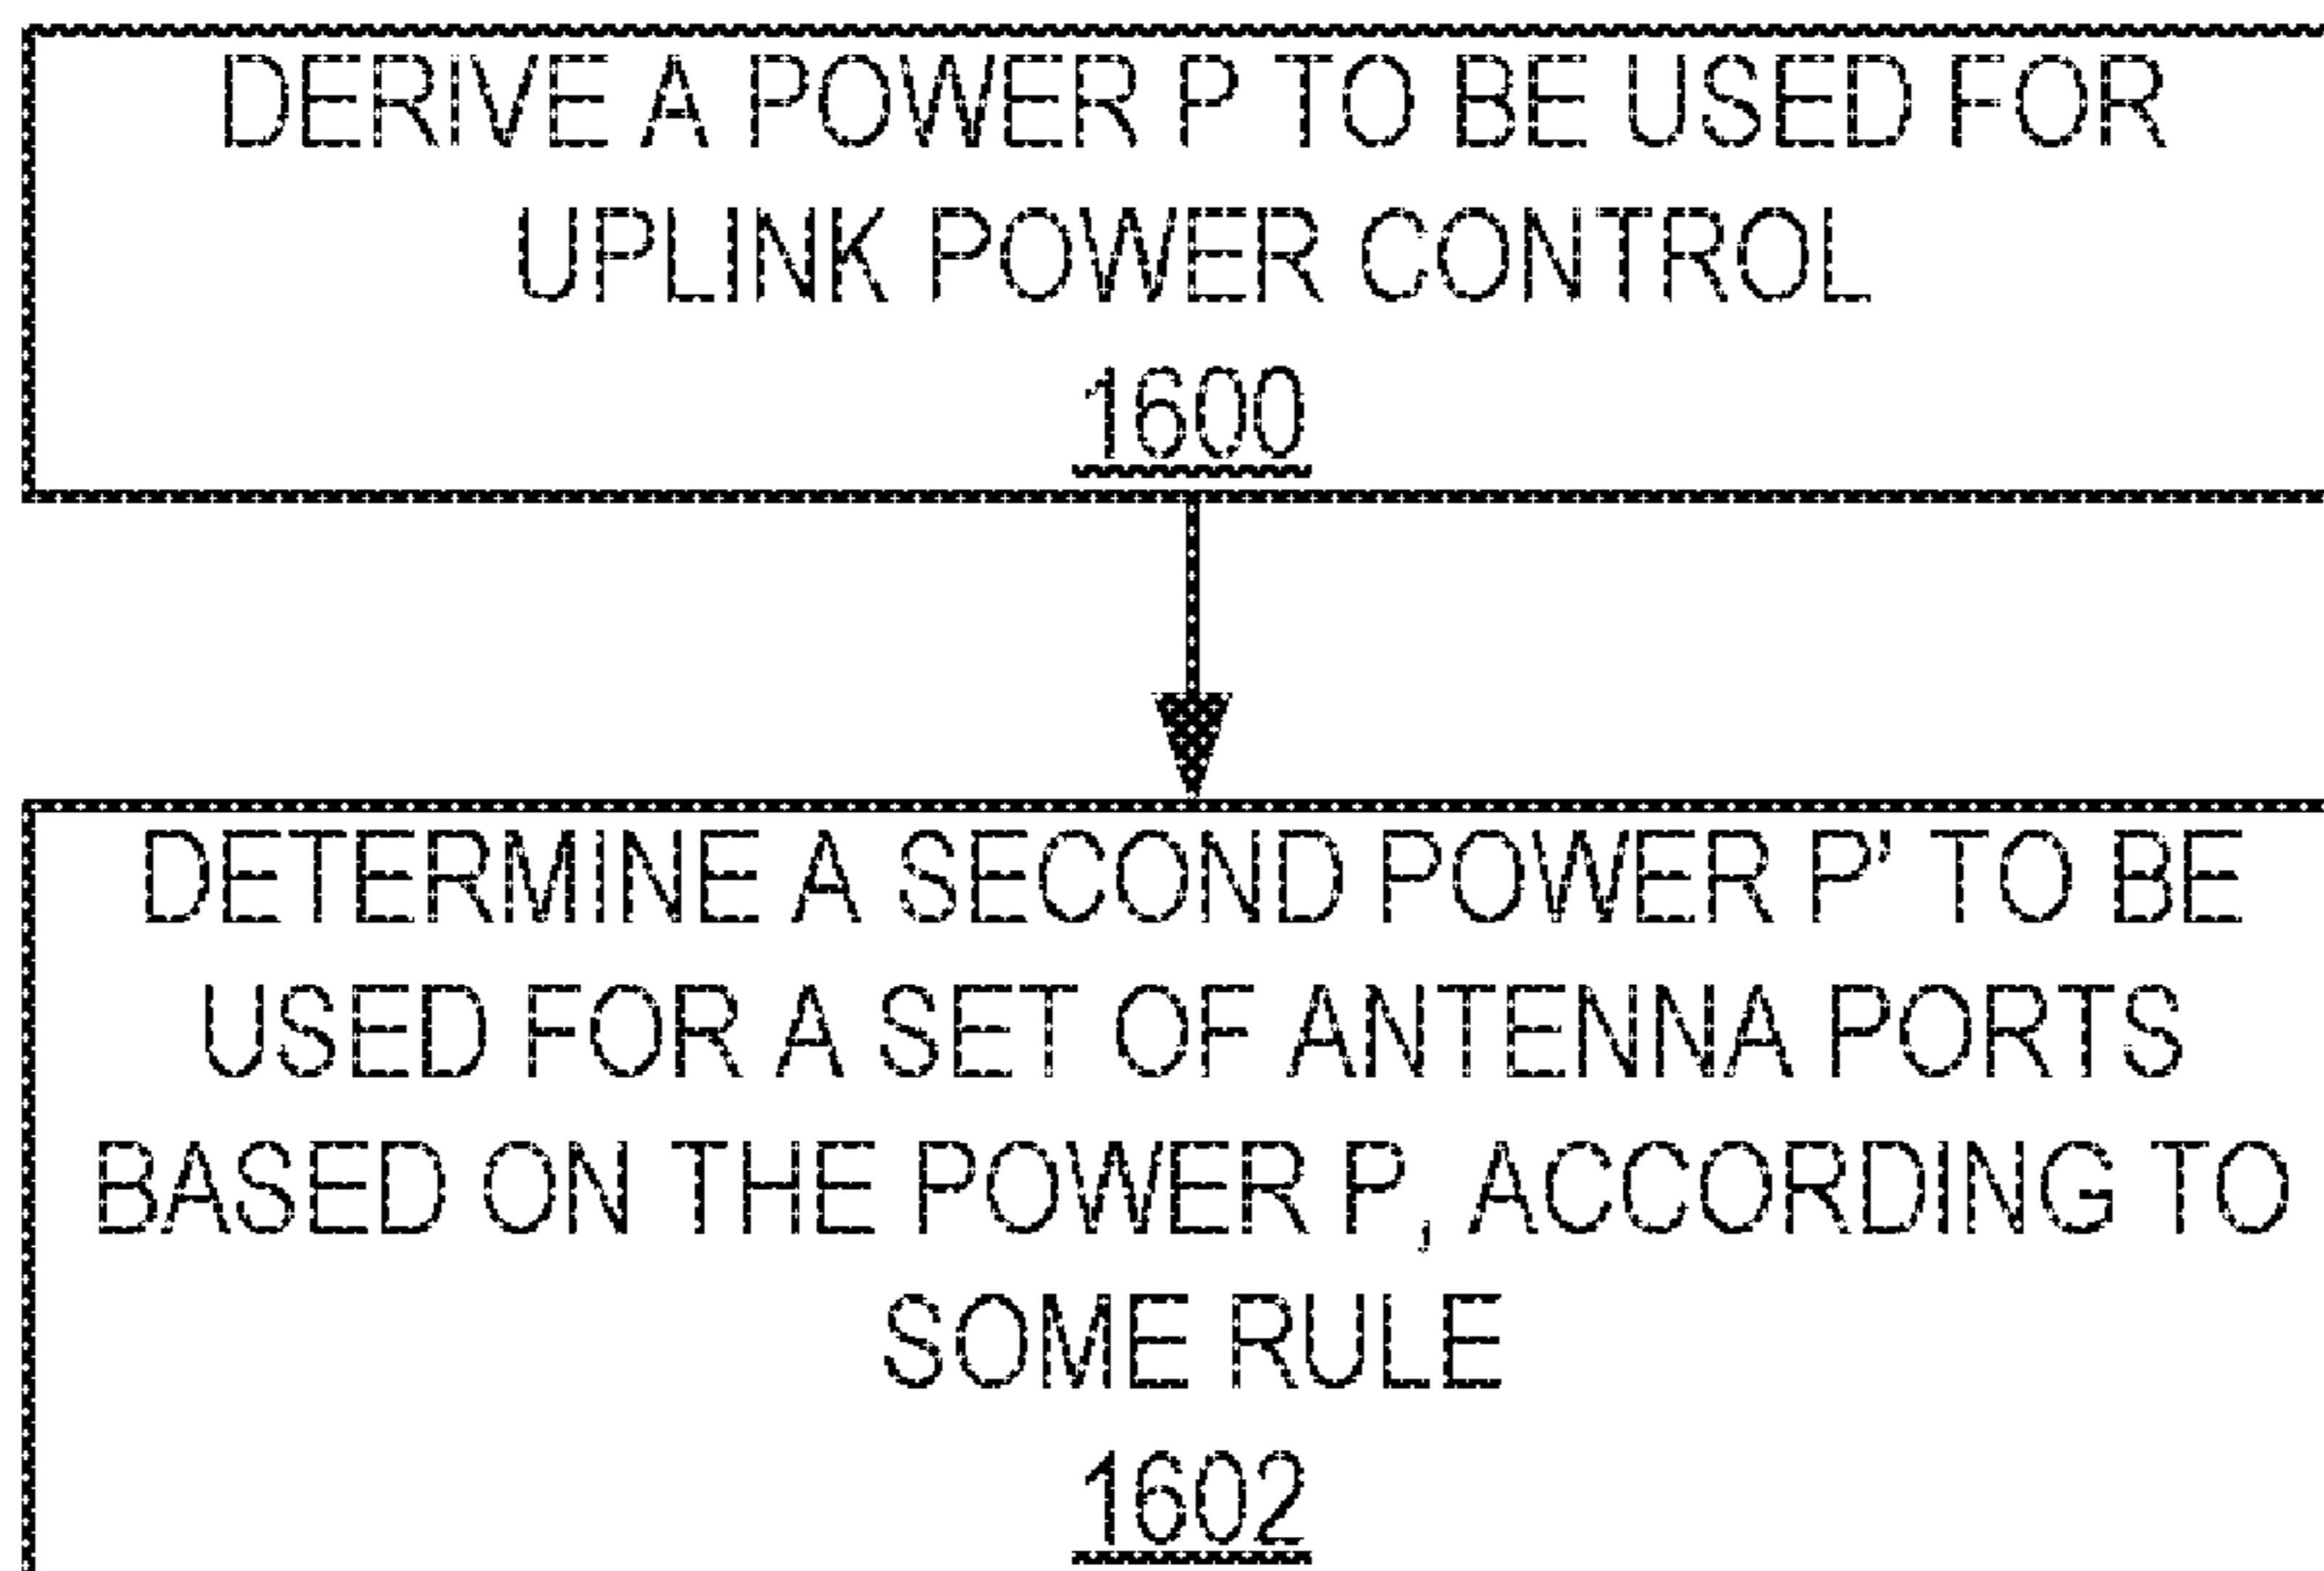 DERIVE A POWER P TO BE USED FOR
UPLINK POWER CONTROL
1600
DETERMINE A SECOND POWER P' TO BE
USED FOR A SET OF ANTENNA PORTS
BASED ON THE POWER P, ACCORDING TO
SOME RULE
1602